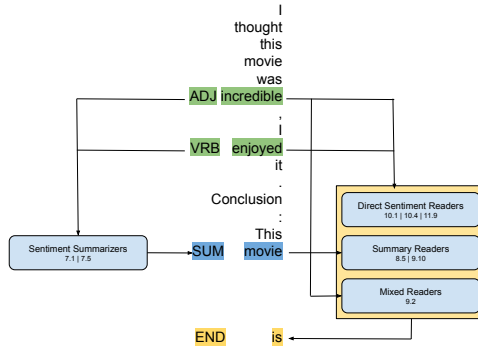 I
thought
this
movie
was
ADJ incredible
,
I
VRB enjoyed
it
.
Conclusion
:
This
SUM movie
END is
Sentiment Summarizers
7.1 | 7.5
Direct Sentiment Readers
10.1 | 10.4 | 11.9
Summary Readers
8.5 | 9.10
Mixed Readers
9.2